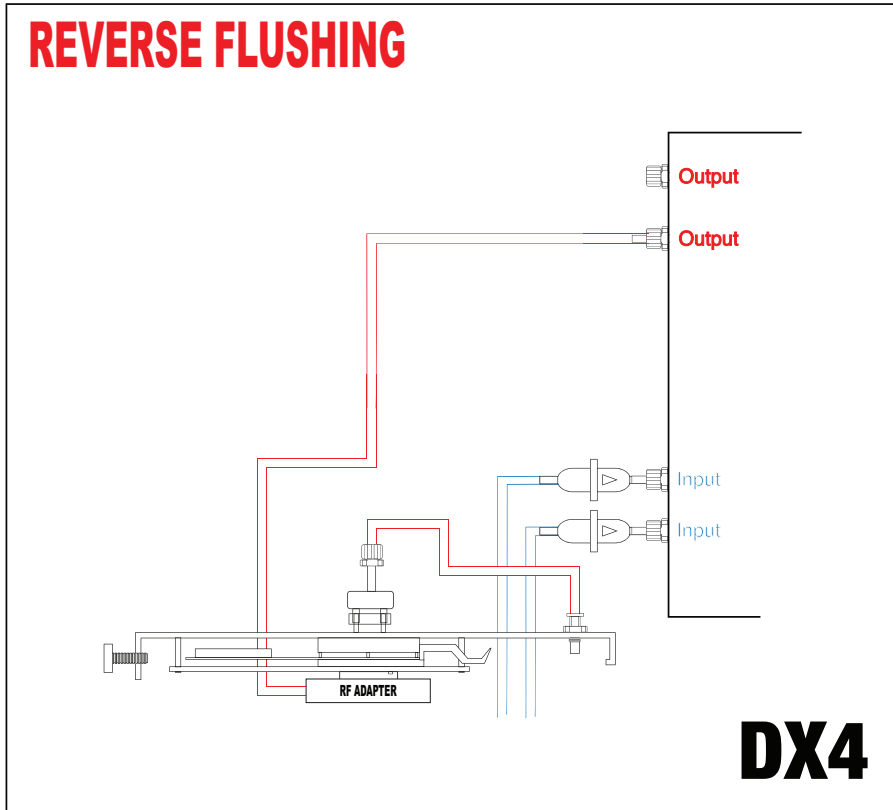 REVERSE FLUSHING
Output
Output
Input
Input
RF ADAPTER
DX4